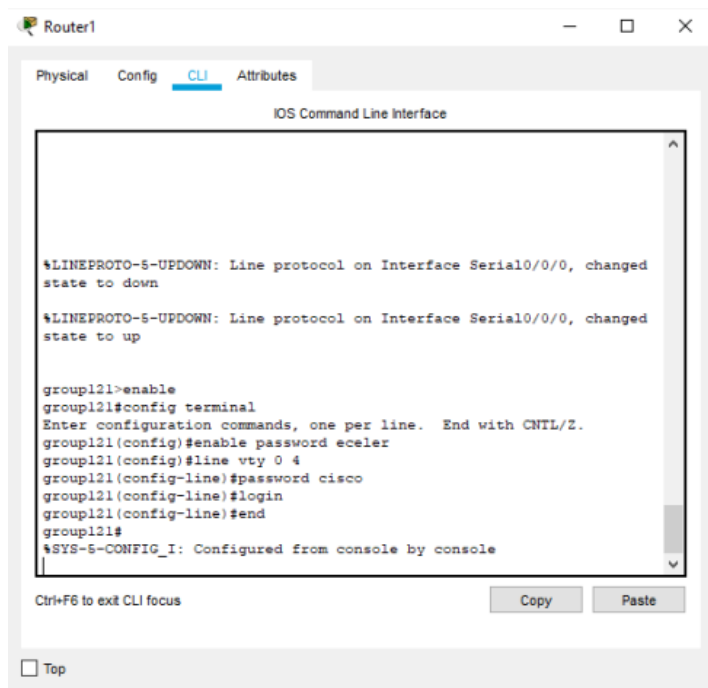 Router1
Physical Config CLI Attributes
IOS Command Line Interface
%LINEPROTO-5-UPDOWN: Line protocol on Interface Serial0/0/0, changed
state to down
%LINEPROTO-5-UPDOWN: Line protocol on Interface Serial0/0/0, changed
state to up
group121>enable
group121#config terminal
Enter configuration commands, one per line.  End with CNTL/Z.
group121(config)#enable password eceler
group121(config)#line vty 0 4
group121(config-line)#password cisco
group121(config-line)#login
group121(config-line)#end
group121#
%SYS-5-CONFIG_I: Configured from console by console
Ctrl+F6 to exit CLI focus Copy Paste
Top